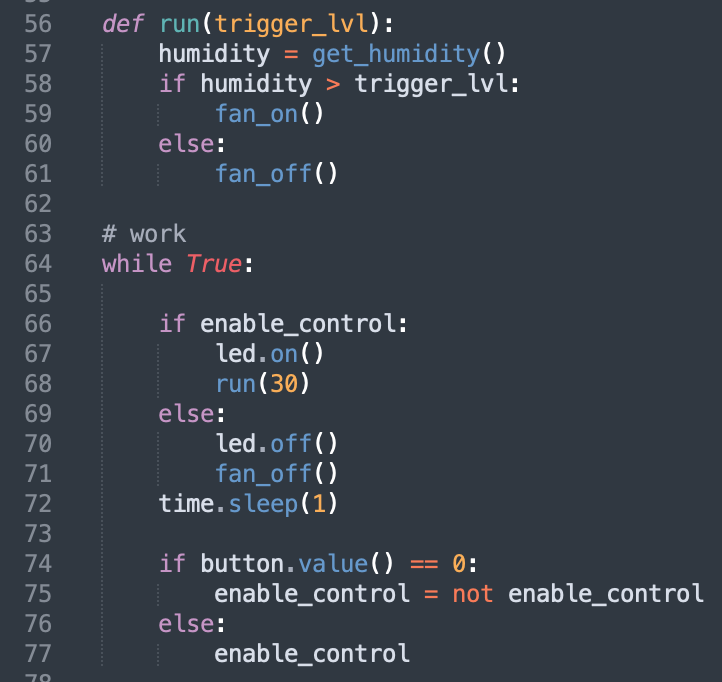 56 def run(trigger_lvl):
57     humidity = get_humidity()
58     if humidity > trigger_lvl:
59         fan_on()
60     else:
61         fan_off()
62
63 # work
64 while True:
65
66     if enable_control:
67         led.on()
68         run(30)
69     else:
70         led.off()
71         fan_off()
72     time.sleep(1)
73
74     if button.value() == 0:
75         enable_control = not enable_control
76     else:
77         enable_control
78